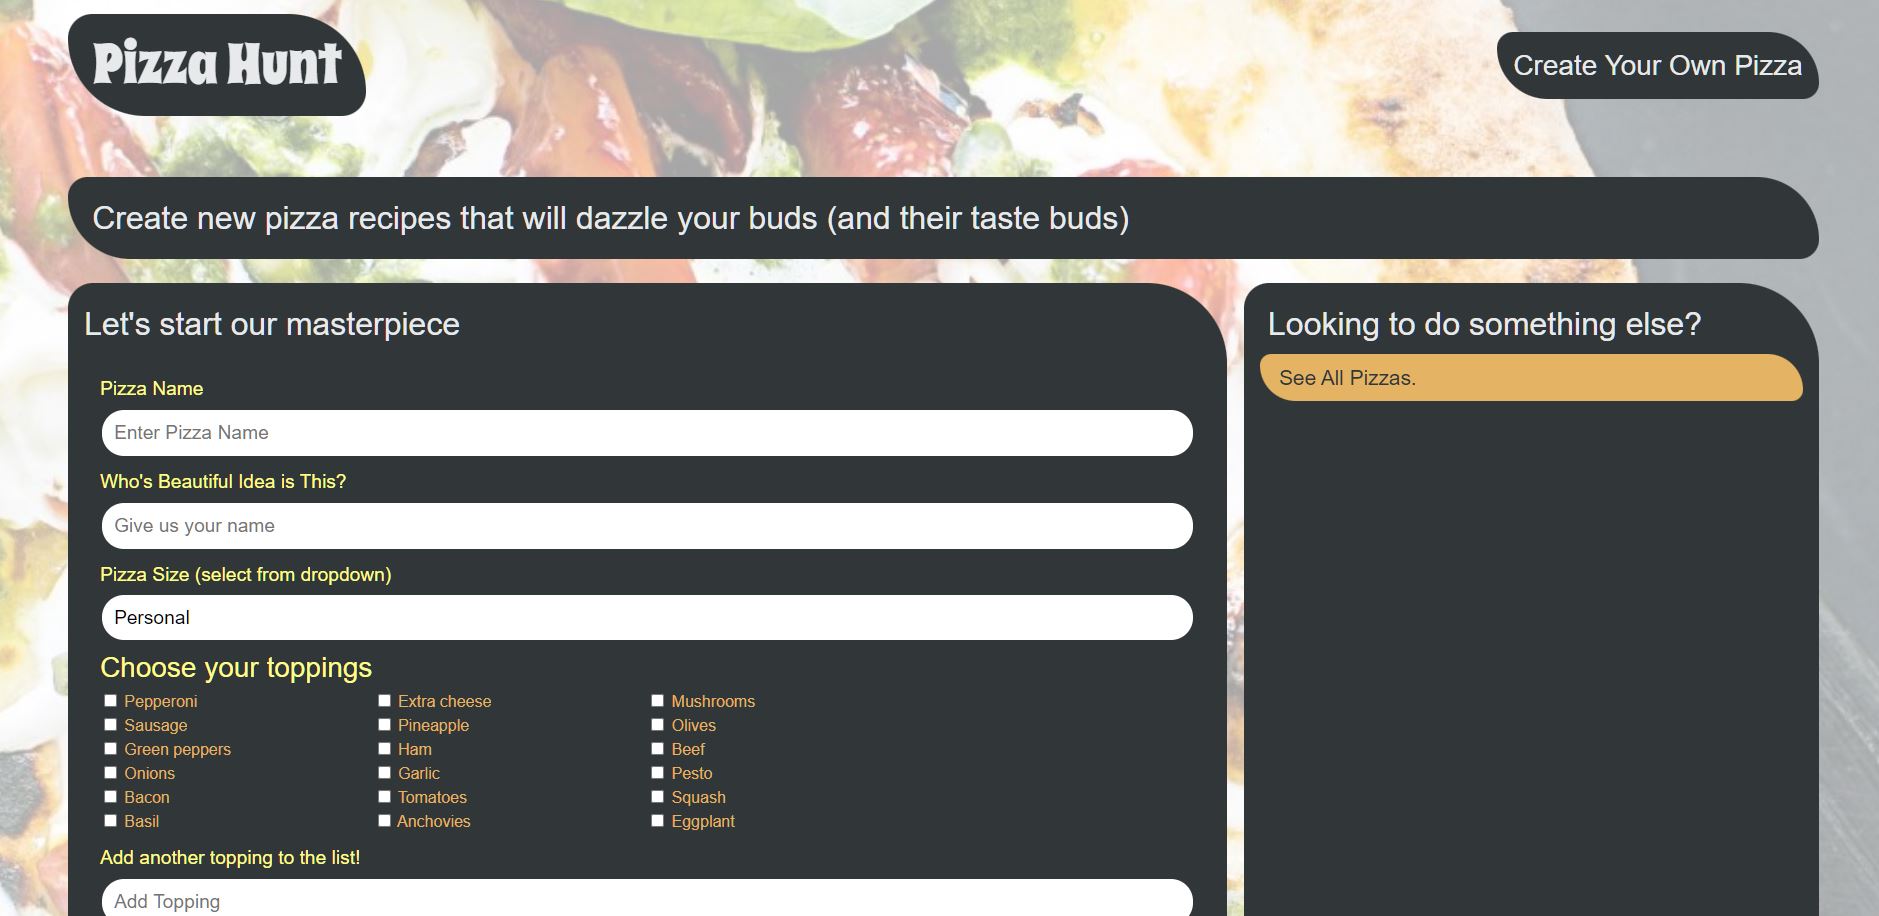 Pizza Hunt
Create Your Own Pizza
Create new pizza recipes that will dazzle your buds (and their taste buds)
Let's start our masterpiece
Pizza Name
Enter Pizza Name
Who's Beautiful Idea is This?
Give us your name
Pizza Size (select from dropdown)
Personal
Choose your toppings
Pepperoni Extra cheese Mushrooms
Sausage Pineapple Olives
Green peppers Ham Beef
Onions Garlic Pesto
Bacon Tomatoes Squash
Basil Anchovies Eggplant
Add another topping to the list!
Add Topping
Looking to do something else?
See All Pizzas.